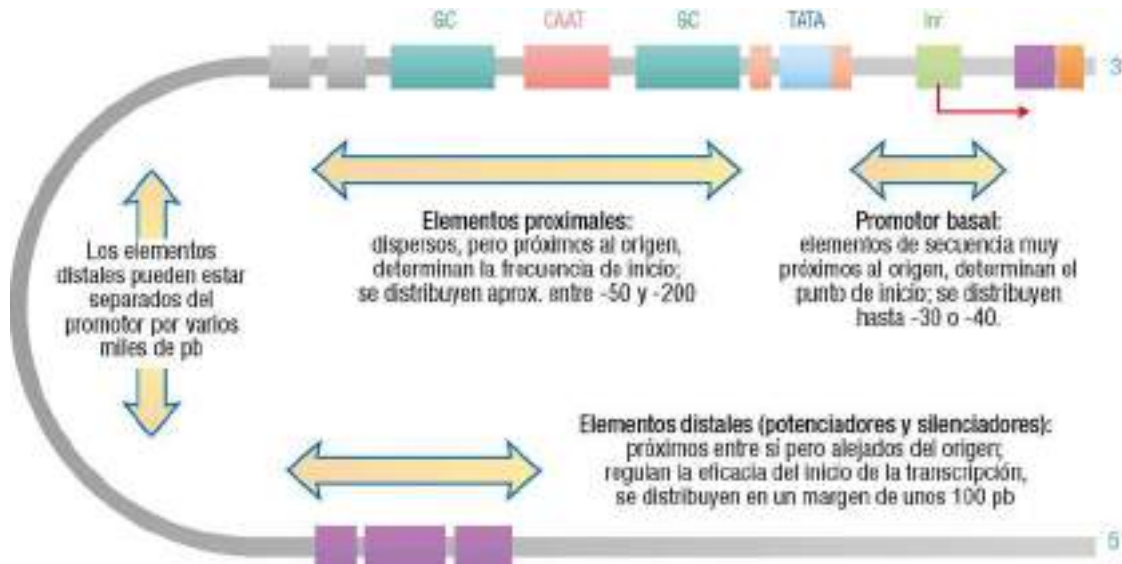 GC CAAT GC TATA Inr
3
Elementos proximales:
dispersos, pero próximos al origen,
determinan la frecuencia de inicio;
se distribuyen aprox. entre -50 y -200
Promotor basal:
elementos de secuencia muy
próximos al origen, determinan el
punto de inicio; se distribuyen
hasta -30 o -40.
Los elementos
distales pueden estar
separados del
promotor por varios
miles de pb
Elementos distales (potenciadores y silenciadores):
próximos entre sí pero alejados del origen;
regulan la eficacia del inicio de la transcripción,
se distribuyen en un margen de unos 100 pb
5